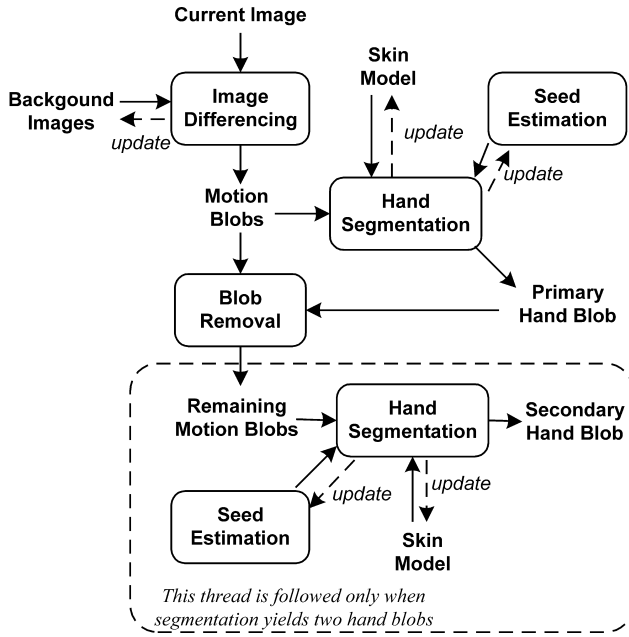 Current Image
Skin
Model
Backgound
Images
Image
Differencing
Seed
Estimation
update
update
update
Motion
Blobs
Hand
Segmentation
Blob
Removal
Primary
Hand Blob
Remaining
Motion Blobs
Hand
Segmentation
Secondary
Hand Blob
update
update
Seed
Estimation
Skin
Model
This thread is followed only when
segmentation yields two hand blobs